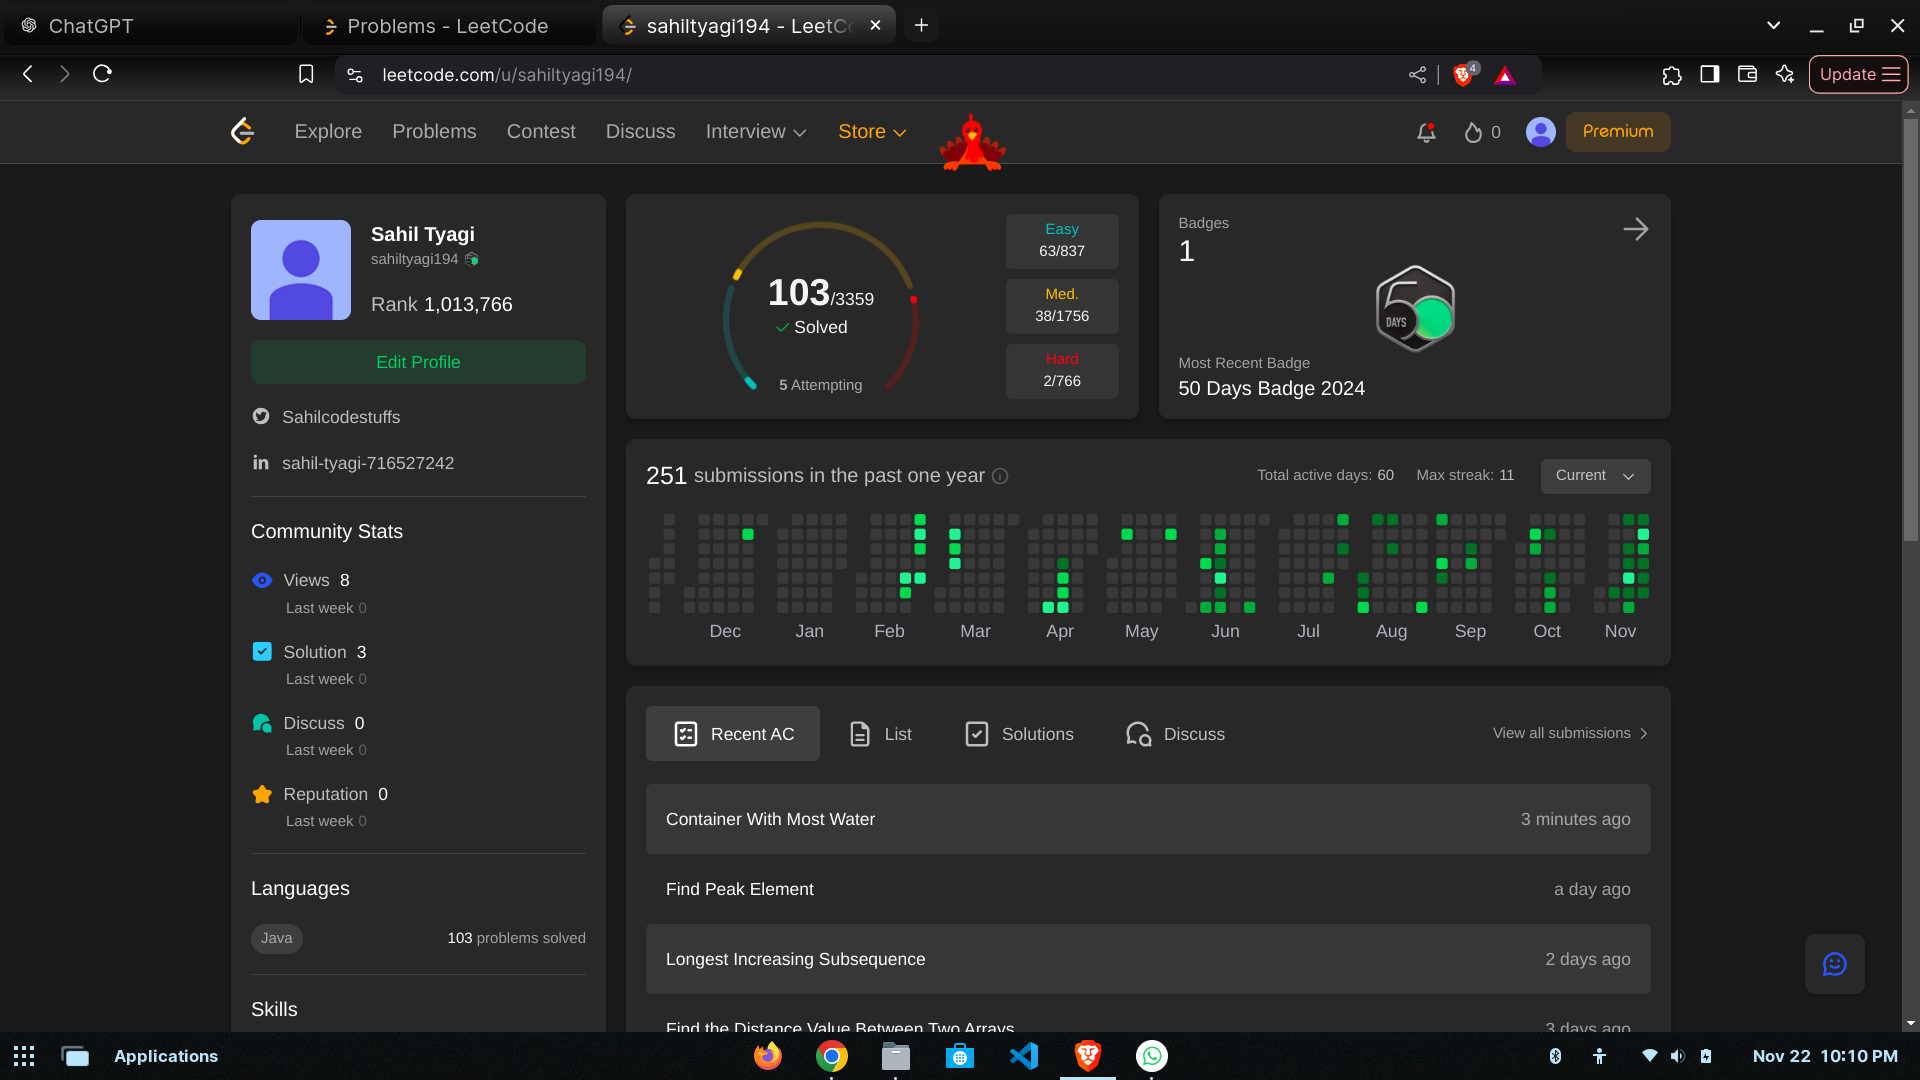 ChatGPT
Problems - LeetCode
sahiltyagi194 - LeetCo
leetcode.com/u/sahiltyagi194/
4
Update
Explore
Problems
Contest
Discuss
Interview
Store
0
Premium
Sahil Tyagi
sahiltyagi194
Rank 1,013,766
Edit Profile
Sahilcodestuffs
sahil-tyagi-716527242
Community Stats
Views 8
Last week 0
Solution 3
Last week 0
Discuss 0
Last week 0
Reputation 0
Last week 0
Languages
Java
103 problems solved
Skills
103/3359
Solved
5 Attempting
Easy
63/837
Med.
38/1756
Hard
2/766
Badges
1
50
DAYS
Most Recent Badge
50 Days Badge 2024
251 submissions in the past one year
Total active days: 60
Max streak: 11
Current
Dec Jan Feb Mar Apr May Jun Jul Aug Sep Oct Nov
Recent AC
List
Solutions
Discuss
View all submissions
Container With Most Water
3 minutes ago
Find Peak Element
a day ago
Longest Increasing Subsequence
2 days ago
Find the Distance Value Between Two Arrays
3 days ago
Applications
Nov 22 10:10 PM